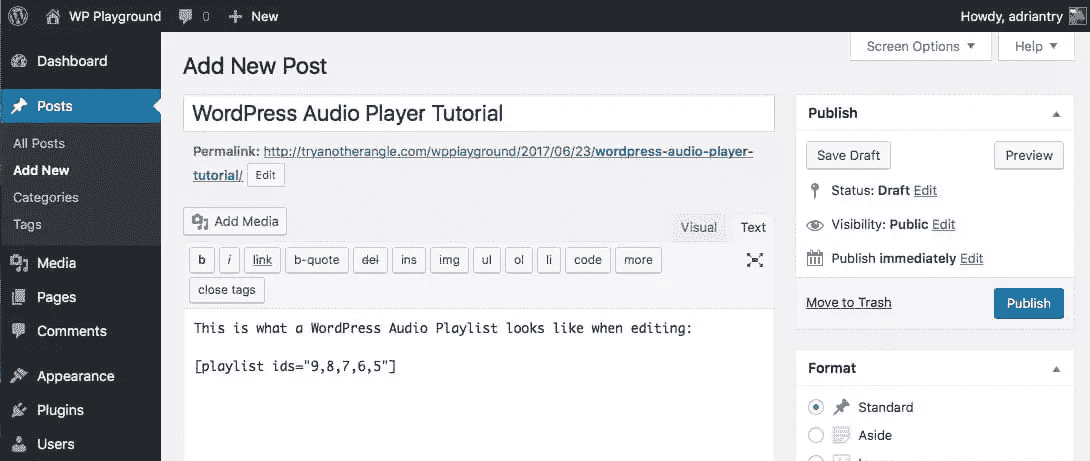 WP Playground 0 + New Howdy, adriantry
Screen Options Help
Dashboard
Posts
All Posts
Add New
Categories
Tags
Media
Pages
Comments
Appearance
Plugins
Users
Add New Post
WordPress Audio Player Tutorial
Permalink: http://tryanotherangle.com/wpplayground/2017/06/23/wordpress-audio-player-
tutorial/ Edit
Add Media
Visual Text
b i link b-quote del ins img ul ol li code more
close tags
This is what a WordPress Audio Playlist looks like when editing:
[playlist ids="9,8,7,6,5"]
Publish
Save Draft Preview
Status: Draft Edit
Visibility: Public Edit
Publish immediately Edit
Move to Trash Publish
Format
Standard
Aside